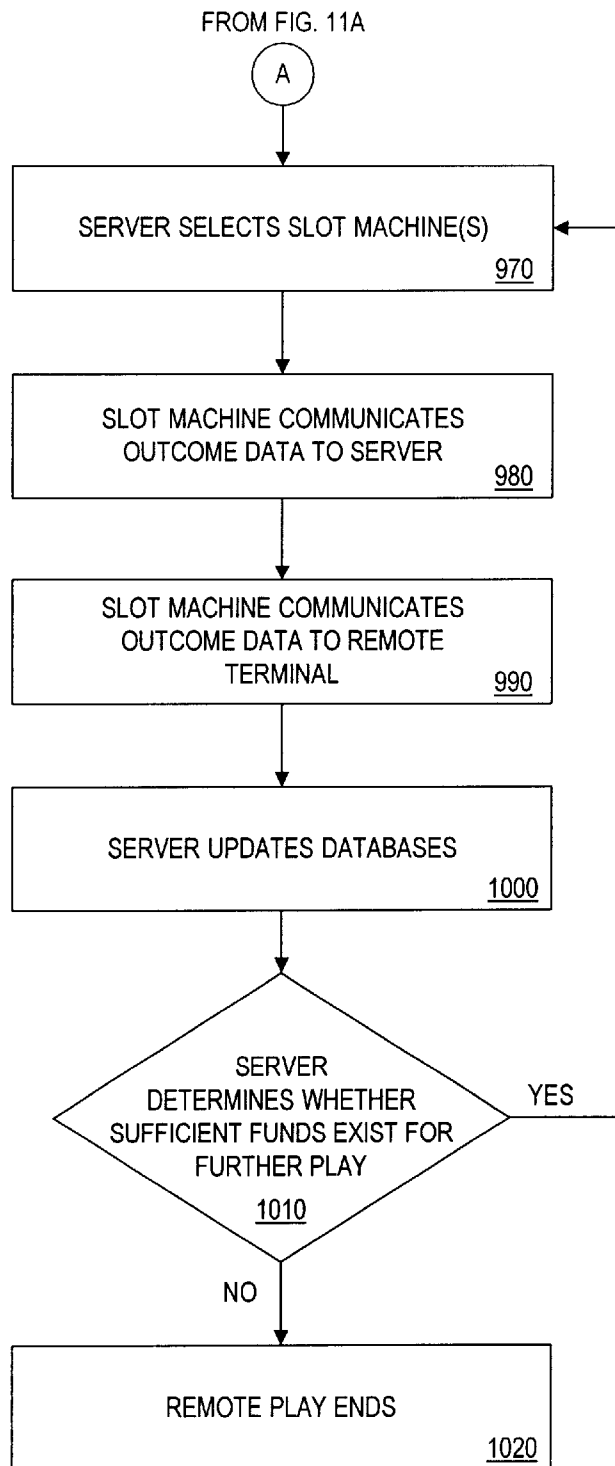 FROM FIG. 11A
A
SERVER SELECTS SLOT MACHINE(S)
970
SLOT MACHINE COMMUNICATES
OUTCOME DATA TO SERVER
980
SLOT MACHINE COMMUNICATES
OUTCOME DATA TO REMOTE
TERMINAL
990
SERVER UPDATES DATABASES
1000
SERVER
DETERMINES WHETHER
SUFFICIENT FUNDS EXIST FOR
FURTHER PLAY
1010
YES
NO
REMOTE PLAY ENDS
1020